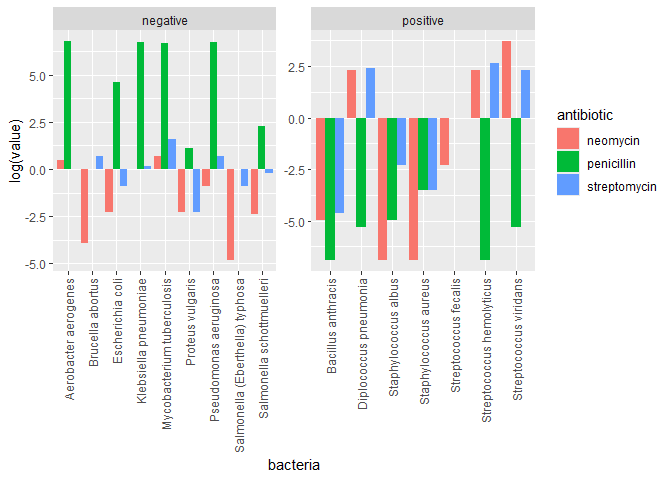 negative
positive
log(value)
5.0
2.5
0.0
-2.5
-5.0
2.5
0.0
-2.5
-5.0
Aerobacter aerogenes
Brucella abortus
Escherichia coli
Klebsiella pneumoniae
Mycobacterium tuberculosis
Proteus vulgaris
Pseudomonas aeruginosa
Salmonella (Eberthella) typhosa
Salmonella schottmuelleri
Bacillus anthracis
Diplococcus pneumonia
Staphylococcus albus
Staphylococcus aureus
Streptococcus fecalis
Streptococcus hemolyticus
Streptococcus viridans
bacteria
antibiotic
neomycin
penicillin
streptomycin